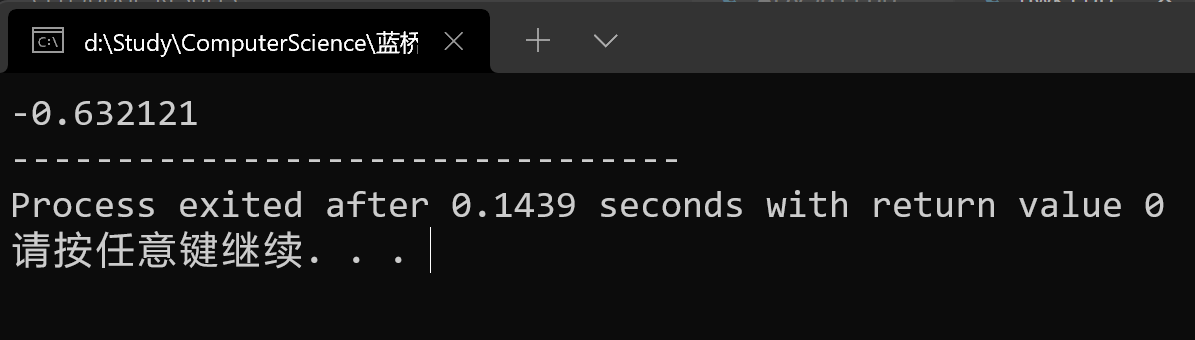 d:\Study\ComputerScience\蓝桥
-0.632121
--------------------------------
Process exited after 0.1439 seconds with return value 0
请按任意键继续. . .